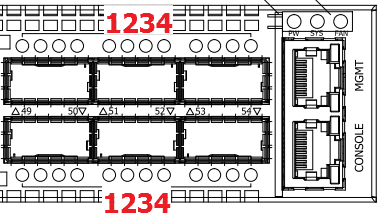 1234
PW SYS FAN
MGMT
△49 50▽ △51 52▽ △53 54▽
CONSOLE
1234